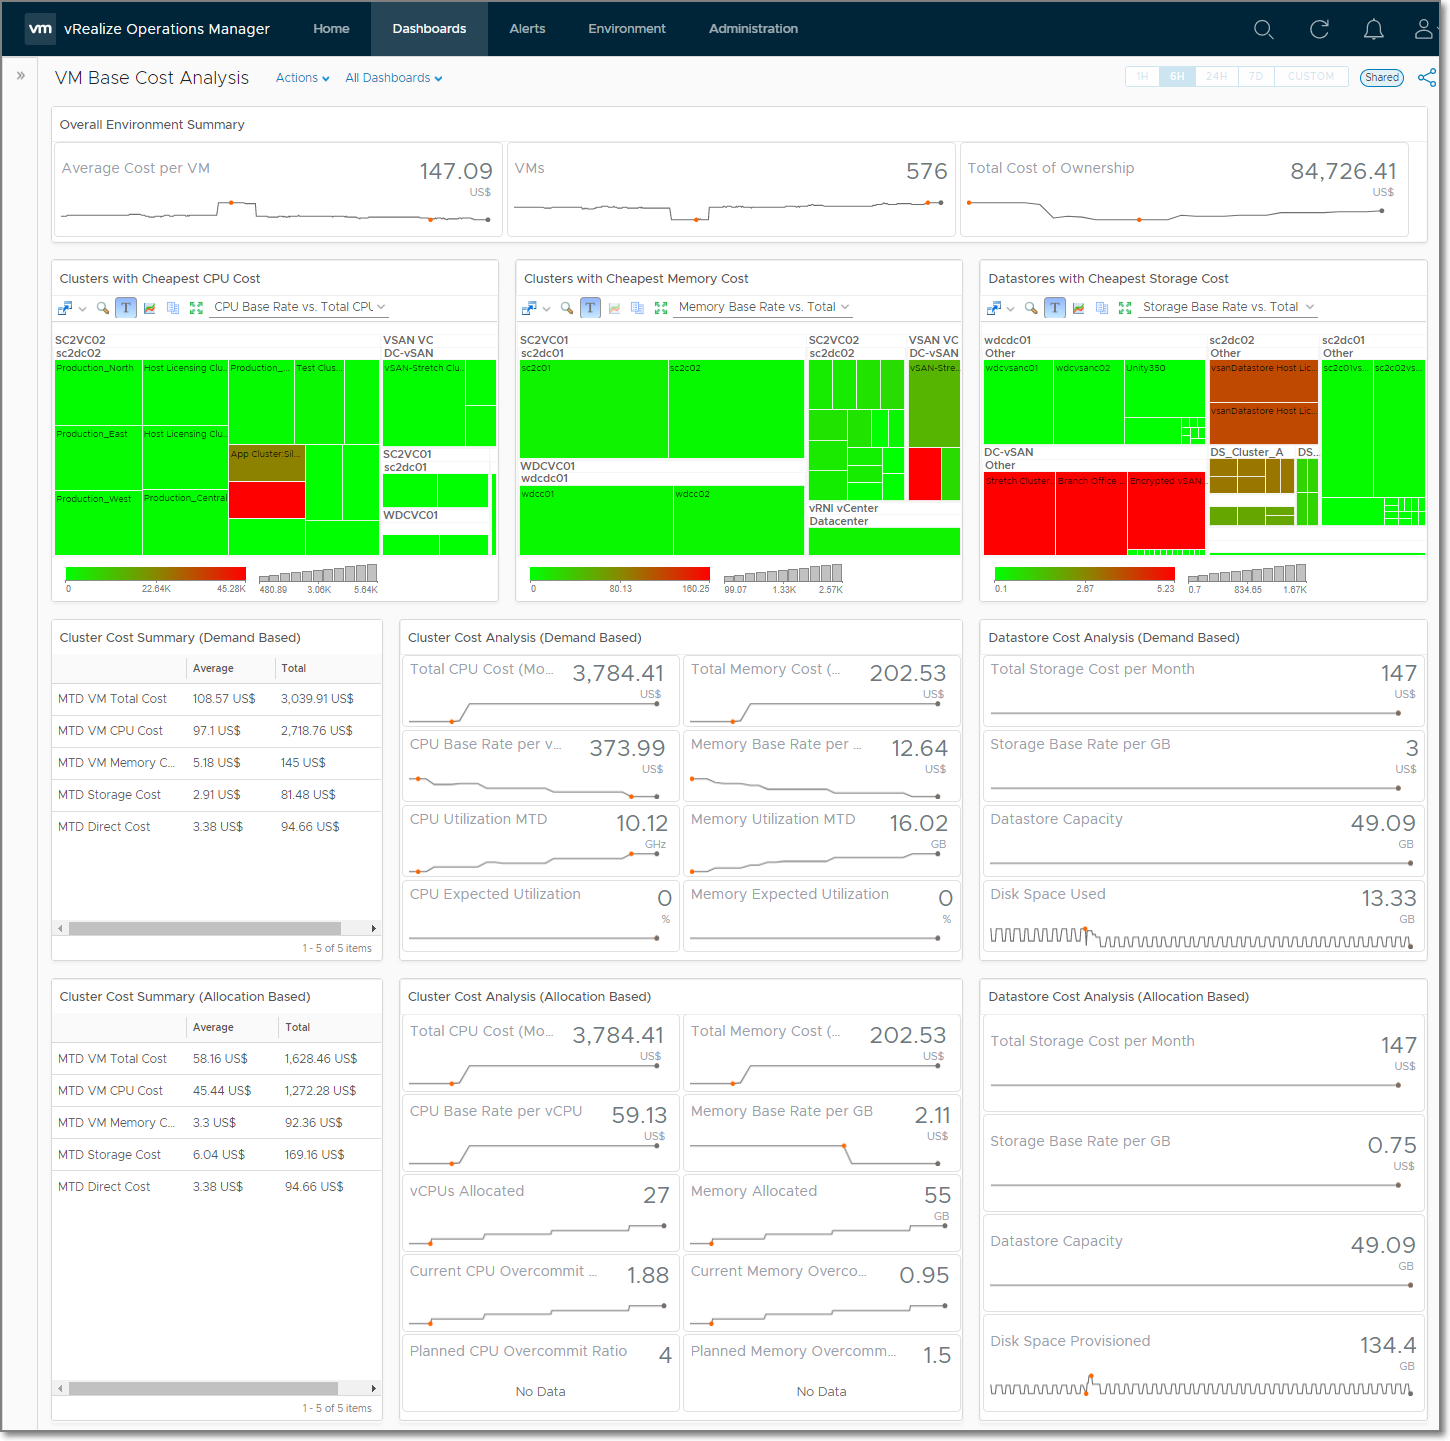 vm vRealize Operations Manager Home Dashboards Alerts Environment Administration
VM Base Cost Analysis Actions All Dashboards 1H 6H 24H 7D CUSTOM Shared
Overall Environment Summary
Average Cost per VM 147.09 US$
VMs 576
Total Cost of Ownership 84,726.41 US$
Clusters with Cheapest CPU Cost
T CPU Base Rate vs. Total CPU
SC2VC02
sc2dc02
Production_North
Host Licensing Clu...
Production_...
Test Clus...
Production_East
Host Licensing Clu...
App Cluster:Sil...
Production_West
Production_Central
VSAN VC
DC-vSAN
vSAN-Stretch Clu...
SC2VC01
sc2dc01
WDCVC01
0 22.64K 45.28K 480.89 3.06K 5.64K
Clusters with Cheapest Memory Cost
T Memory Base Rate vs. Total
SC2VC01
sc2dc01
sc2c01
sc2c02
WDCVC01
wdcdc01
wdcc01
wdcc02
SC2VC02
sc2dc02
VSAN VC
DC-vSAN
vSAN-Stre...
vRNI vCenter
Datacenter
0 80.13 160.25 99.07 1.33K 2.57K
Datastores with Cheapest Storage Cost
T Storage Base Rate vs. Total
wdcdc01
Other
wdcvsanc01
wdcvsanc02
Unity350
DC-vSAN
Other
Stretch Cluster...
Branch Office ...
Encrypted vSAN...
sc2dc02
Other
vsanDatastore Host Lic...
vsanDatastore Host Lic...
DS_Cluster_A
DS...
sc2dc01
Other
sc2c01vs...
sc2c02vs...
0.1 2.67 5.23 0.7 834.65 1.67K
Cluster Cost Summary (Demand Based)
Average Total
MTD VM Total Cost 108.57 US$ 3,039.91 US$
MTD VM CPU Cost 97.1 US$ 2,718.76 US$
MTD VM Memory C... 5.18 US$ 145 US$
MTD Storage Cost 2.91 US$ 81.48 US$
MTD Direct Cost 3.38 US$ 94.66 US$
1 - 5 of 5 items
Cluster Cost Analysis (Demand Based)
Total CPU Cost (Mo... 3,784.41 US$
Total Memory Cost (... 202.53 US$
CPU Base Rate per v... 373.99 US$
Memory Base Rate per ... 12.64 US$
CPU Utilization MTD 10.12 GHz
Memory Utilization MTD 16.02 GB
CPU Expected Utilization 0 %
Memory Expected Utilization 0 %
Datastore Cost Analysis (Demand Based)
Total Storage Cost per Month 147 US$
Storage Base Rate per GB 3 US$
Datastore Capacity 49.09 GB
Disk Space Used 13.33 GB
Cluster Cost Summary (Allocation Based)
Average Total
MTD VM Total Cost 58.16 US$ 1,628.46 US$
MTD VM CPU Cost 45.44 US$ 1,272.28 US$
MTD VM Memory C... 3.3 US$ 92.36 US$
MTD Storage Cost 6.04 US$ 169.16 US$
MTD Direct Cost 3.38 US$ 94.66 US$
1 - 5 of 5 items
Cluster Cost Analysis (Allocation Based)
Total CPU Cost (Mo... 3,784.41 US$
Total Memory Cost (... 202.53 US$
CPU Base Rate per vCPU 59.13 US$
Memory Base Rate per GB 2.11 US$
vCPUs Allocated 27
Memory Allocated 55 GB
Current CPU Overcommit ... 1.88
Current Memory Overco... 0.95
Planned CPU Overcommit Ratio 4
No Data
Planned Memory Overcomm... 1.5
No Data
Datastore Cost Analysis (Allocation Based)
Total Storage Cost per Month 147 US$
Storage Base Rate per GB 0.75 US$
Datastore Capacity 49.09 GB
Disk Space Provisioned 134.4 GB